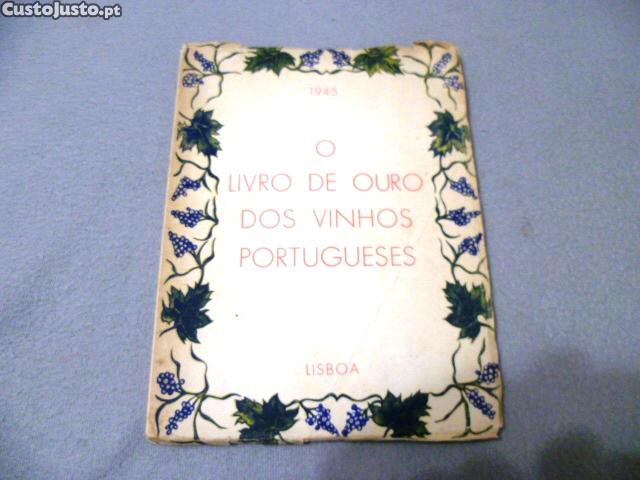 CustoJusto.pt
1945
O
LIVRO DE OURO
DOS VINHOS
PORTUGUESES
LISBOA